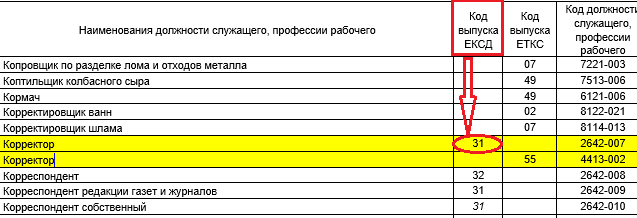 Наименования должности служащего, профессии рабочего Код выпуска ЕКСД Код выпуска ЕТКС Код должности служащего, профессии рабочего
Копровщик по разделке лома и отходов металла 07 7221-003
Коптильщик колбасного сыра 49 7513-006
Кормач 49 6121-006
Корректировщик ванн 02 8122-021
Корректировщик шлама 07 8114-013
Корректор 31 2642-007
Корректор 55 4413-002
Корреспондент 32 2642-008
Корреспондент редакции газет и журналов 31 2642-009
Корреспондент собственный 31 2642-010